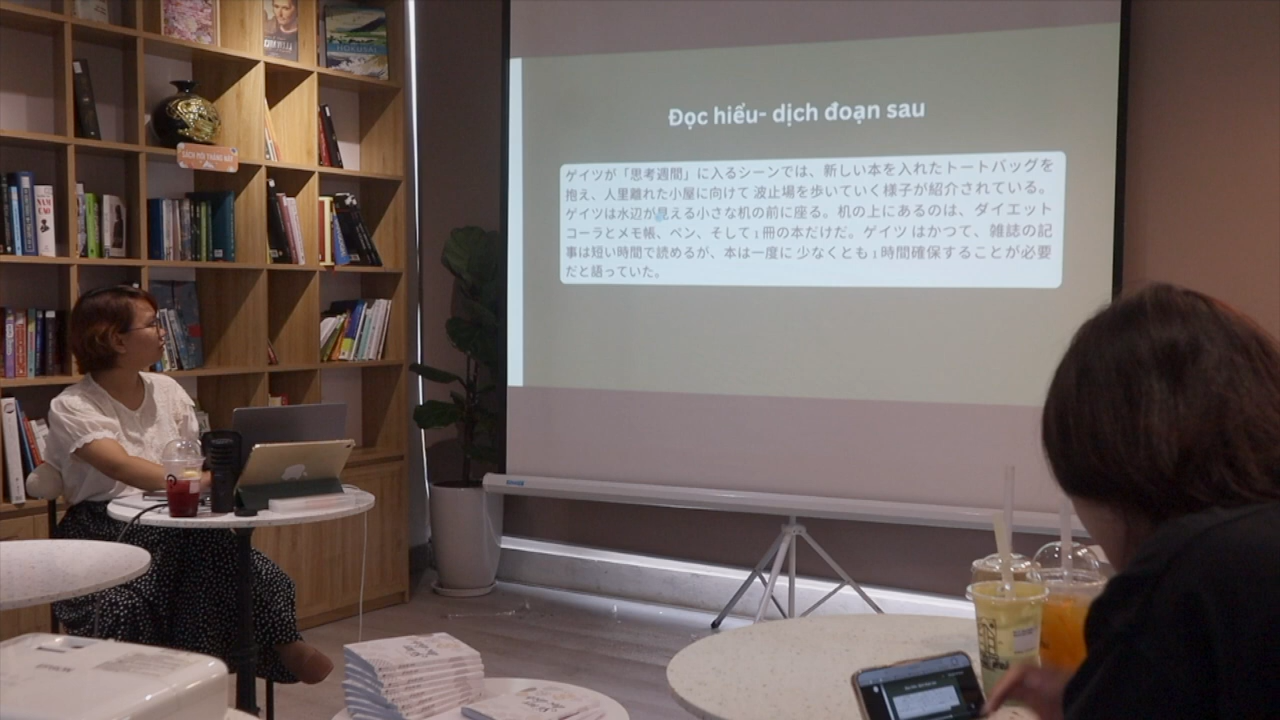 Đọc hiểu- dịch đoạn sau
ゲイツが「思考週間」に入るシーンでは、新しい本を入れたトートバッグを
抱え、人里離れた小屋に向けて 波止場を歩いていく様子が紹介されている。
ゲイツは水辺が見える小さな机の前に座る。机の上にあるのは、ダイエット
コーラとメモ帳、ペン、そして1冊の本だけだ。ゲイツ はかつて、雑誌の記
事は短い時間で読めるが、本は一度に 少なくとも1時間確保することが必要
だと語っていた。
HOKUSAI
NAM CAO